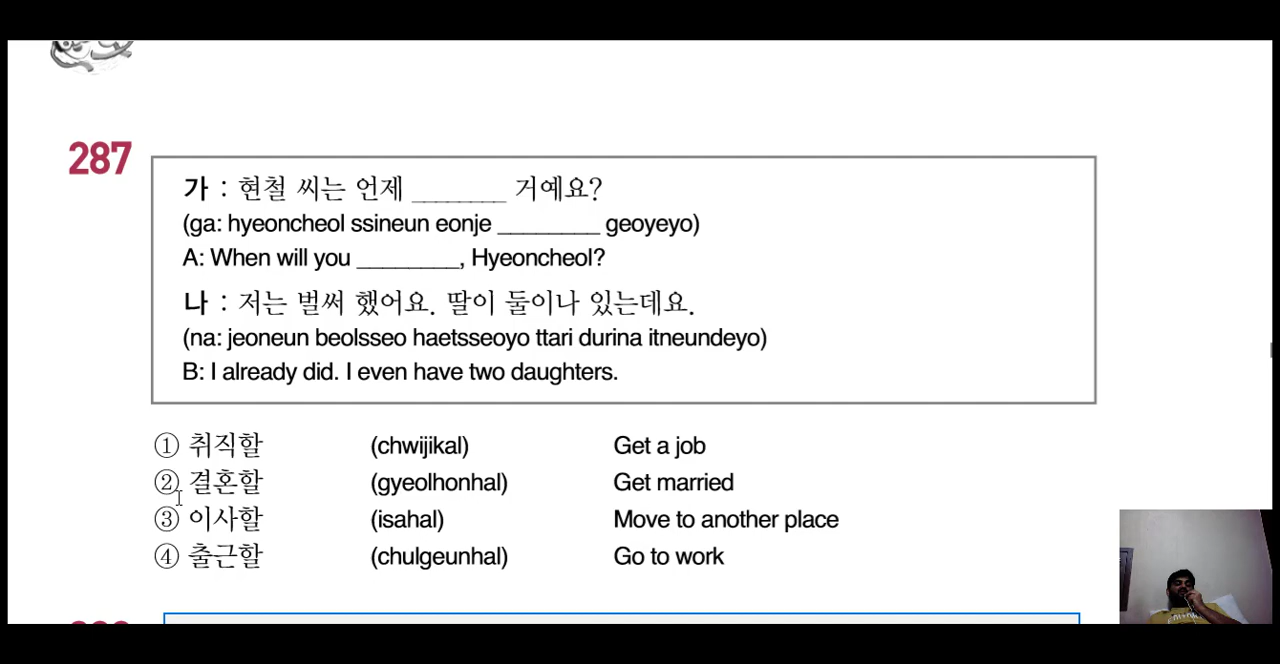 287
가 : 현철 씨는 언제 ________ 거예요?
(ga: hyeoncheol ssineun eonje ________ geoyeyo)
A: When will you ________, Hyeoncheol?
나 : 저는 벌써 했어요. 딸이 둘이나 있는데요.
(na: jeoneun beolsseo haetsseoyo ttari durina itneundeyo)
B: I already did. I even have two daughters.
① 취직할 (chwijikal) Get a job
② 결혼할 (gyeolhonhal) Get married
③ 이사할 (isahal) Move to another place
④ 출근할 (chulgeunhal) Go to work